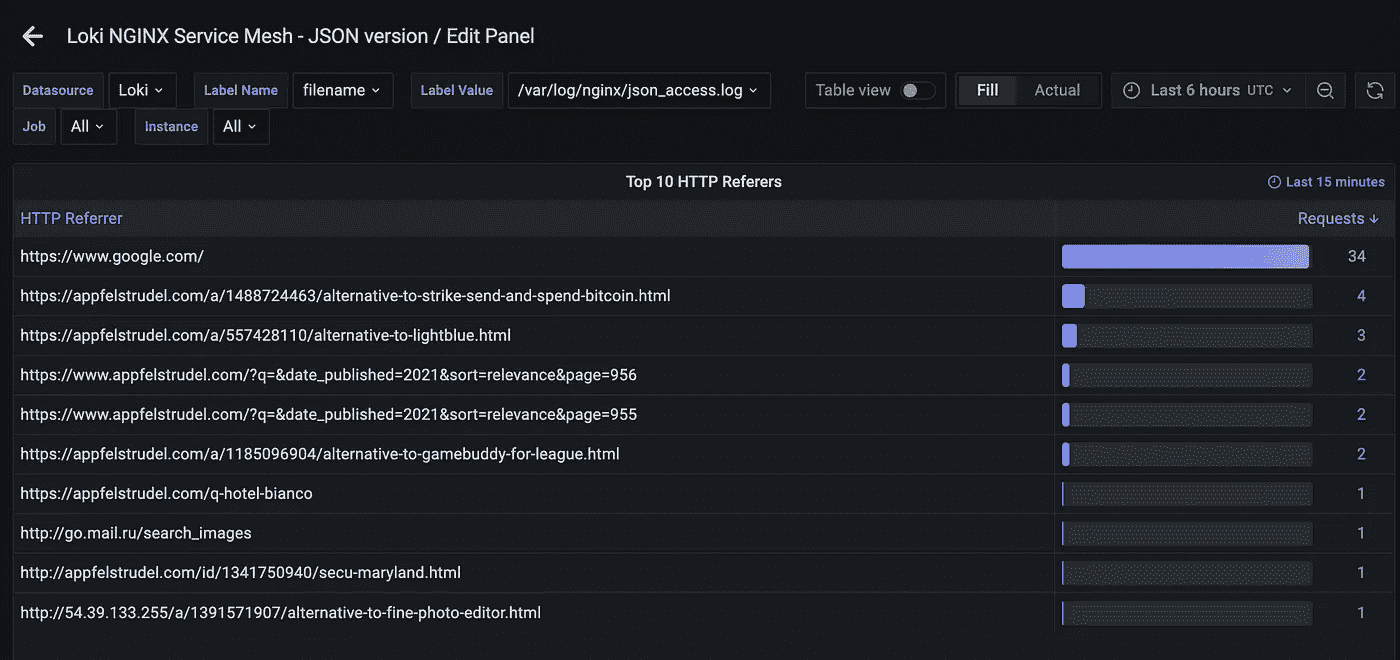 Loki NGINX Service Mesh - JSON version / Edit Panel
Datasource Loki Label Name filename Label Value /var/log/nginx/json_access.log Table view Fill Actual Last 6 hours UTC
Job All Instance All
Top 10 HTTP Referers Last 15 minutes
HTTP Referrer Requests
https://www.google.com/ 34
https://appfelstrudel.com/a/1488724463/alternative-to-strike-send-and-spend-bitcoin.html 4
https://appfelstrudel.com/a/557428110/alternative-to-lightblue.html 3
https://www.appfelstrudel.com/?q=&date_published=2021&sort=relevance&page=956 2
https://www.appfelstrudel.com/?q=&date_published=2021&sort=relevance&page=955 2
https://appfelstrudel.com/a/1185096904/alternative-to-gamebuddy-for-league.html 2
https://appfelstrudel.com/q-hotel-bianco 1
http://go.mail.ru/search_images 1
http://appfelstrudel.com/id/1341750940/secu-maryland.html 1
http://54.39.133.255/a/1391571907/alternative-to-fine-photo-editor.html 1